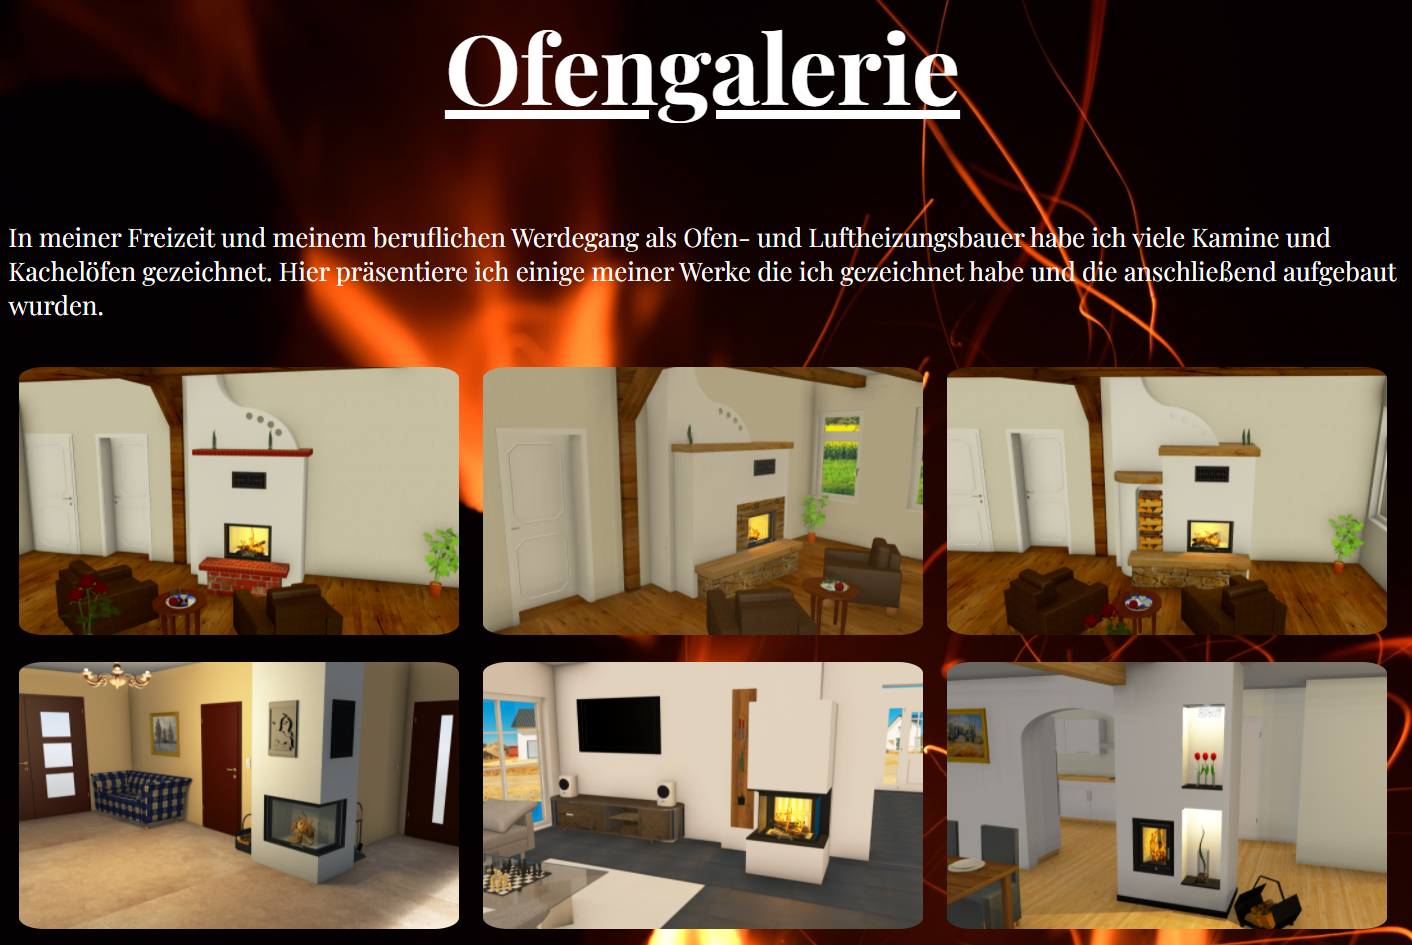 Ofengalerie
In meiner Freizeit und meinem beruflichen Werdegang als Ofen- und Luftheizungsbauer habe ich viele Kamine und
Kachelöfen gezeichnet. Hier präsentiere ich einige meiner Werke die ich gezeichnet habe und die anschließend aufgebaut
wurden.